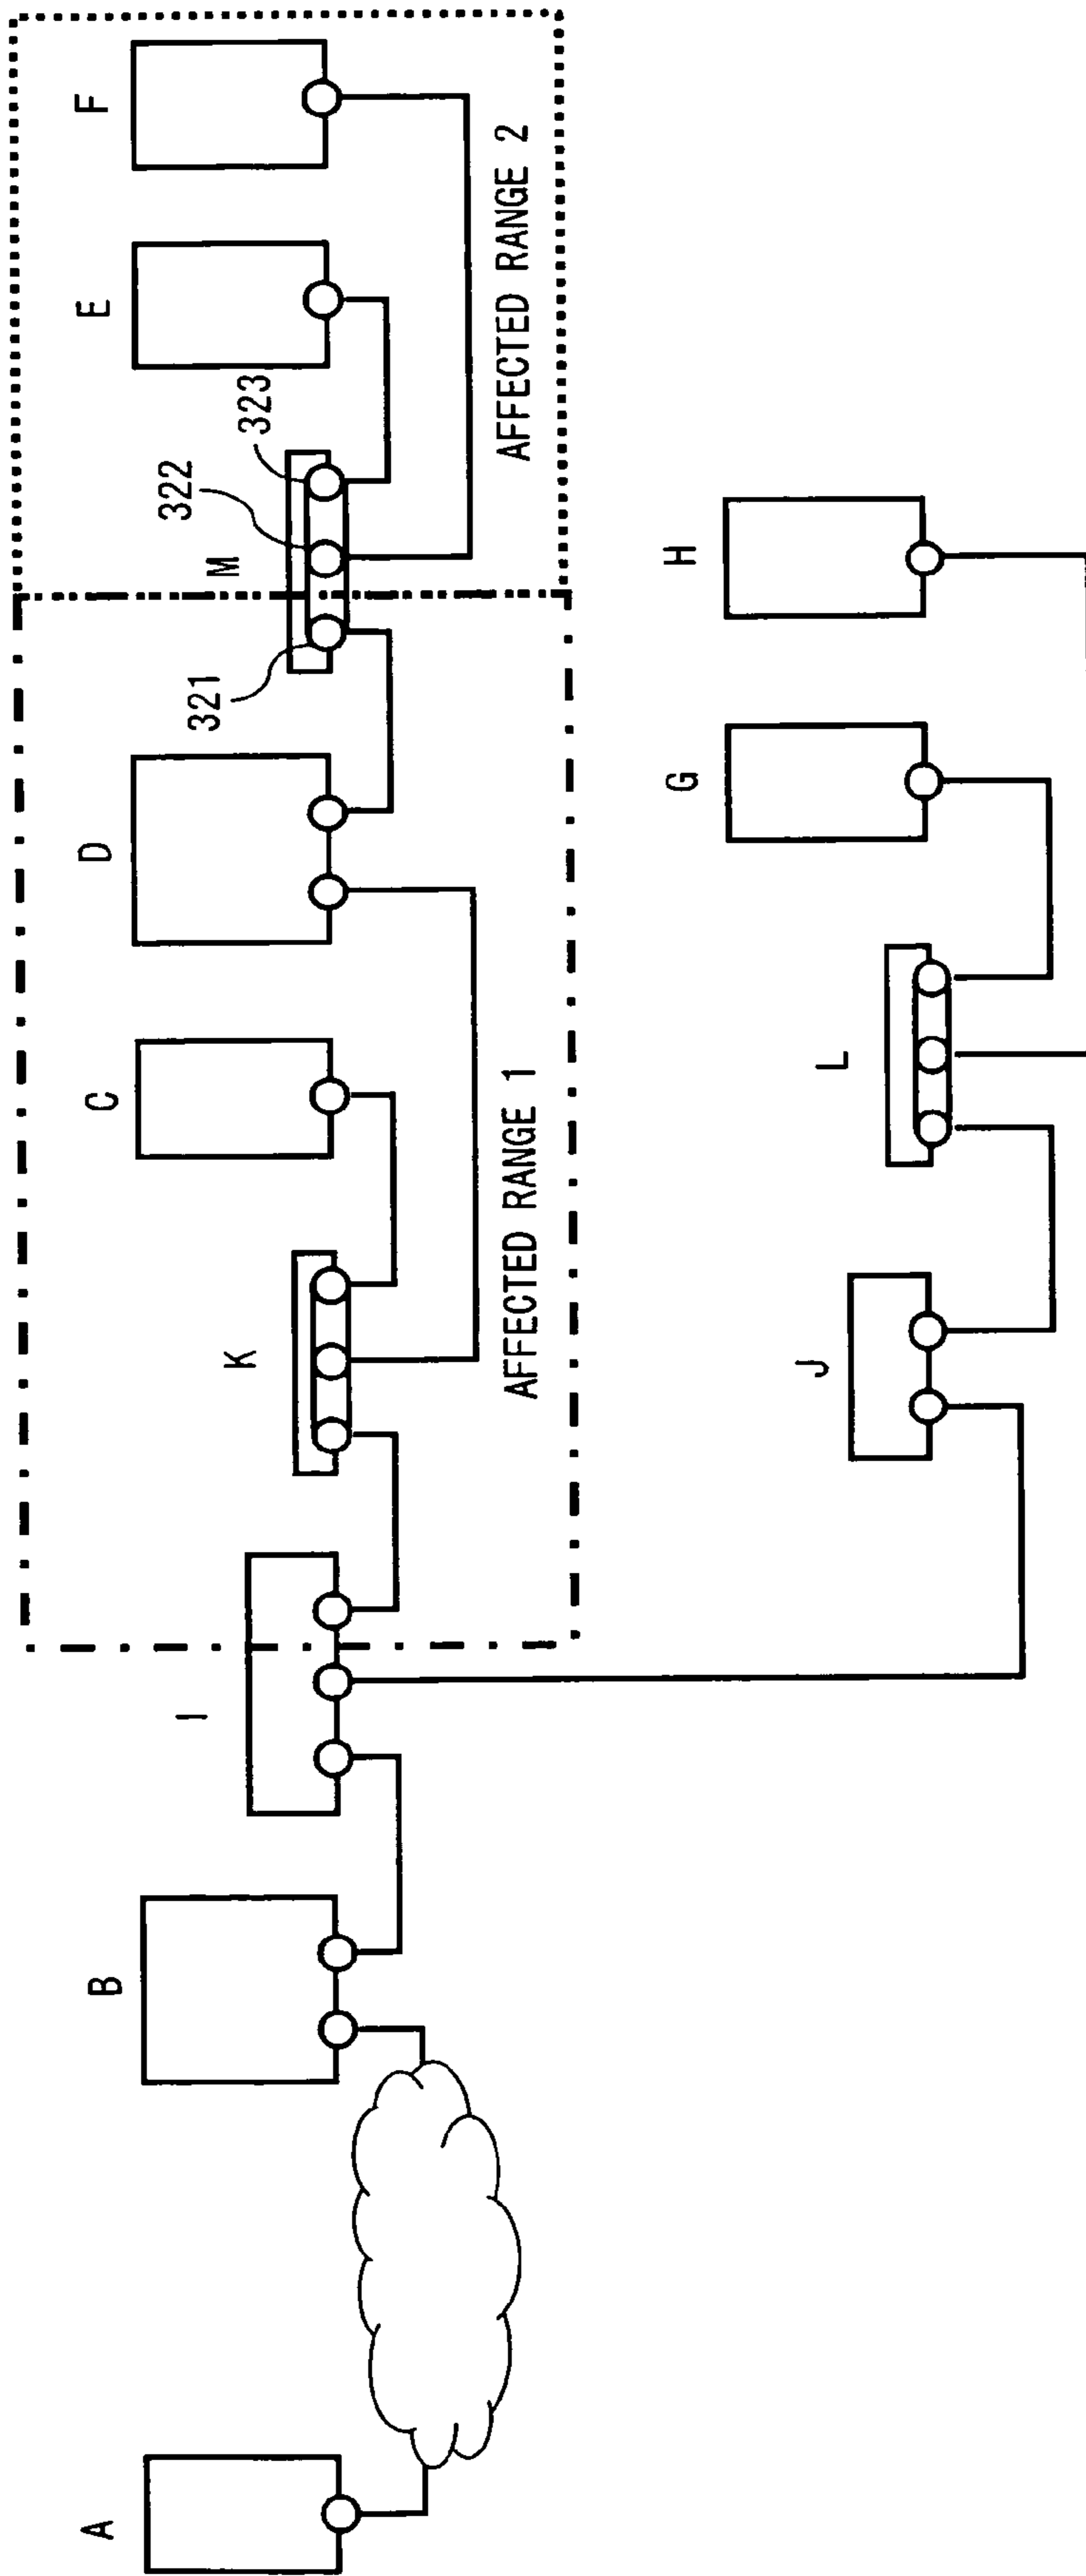 A
B
I
K
C
D
M
E
F
321
322
323
AFFECTED RANGE 1
AFFECTED RANGE 2
J
L
G
H